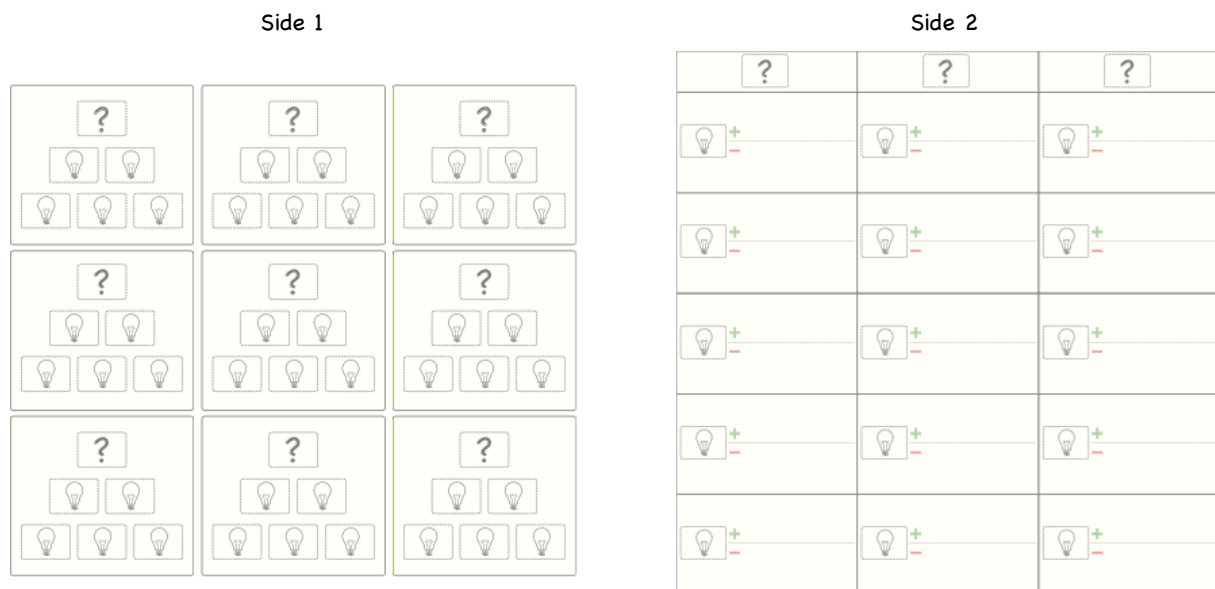 Side 1
Side 2
? ? ?
+ + +
- - -
+ + +
- - -
+ + +
- - -
+ + +
- - -
+ + +
- - -
? ? ?
? ? ?
? ? ?